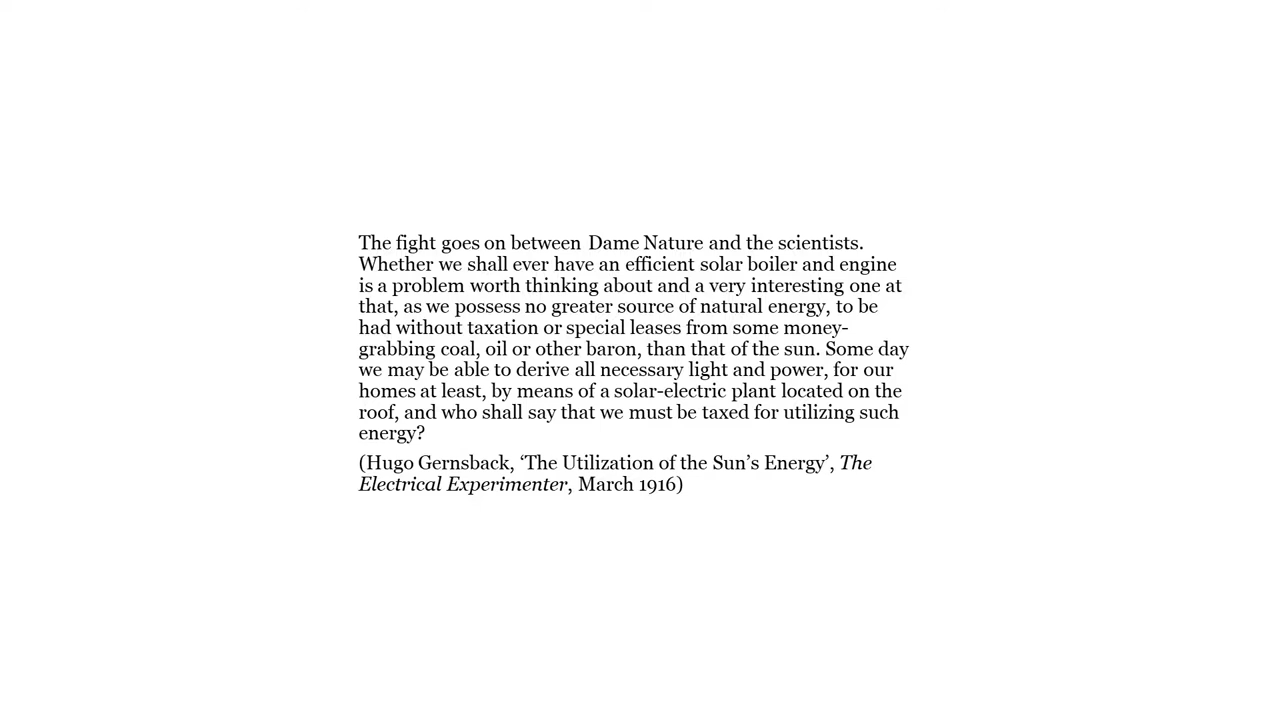 The fight goes on between Dame Nature and the scientists.
Whether we shall ever have an efficient solar boiler and engine
is a problem worth thinking about and a very interesting one at
that, as we possess no greater source of natural energy, to be
had without taxation or special leases from some money-
grabbing coal, oil or other baron, than that of the sun. Some day
we may be able to derive all necessary light and power, for our
homes at least, by means of a solar-electric plant located on the
roof, and who shall say that we must be taxed for utilizing such
energy?
(Hugo Gernsback, ‘The Utilization of the Sun’s Energy’, The
Electrical Experimenter, March 1916)